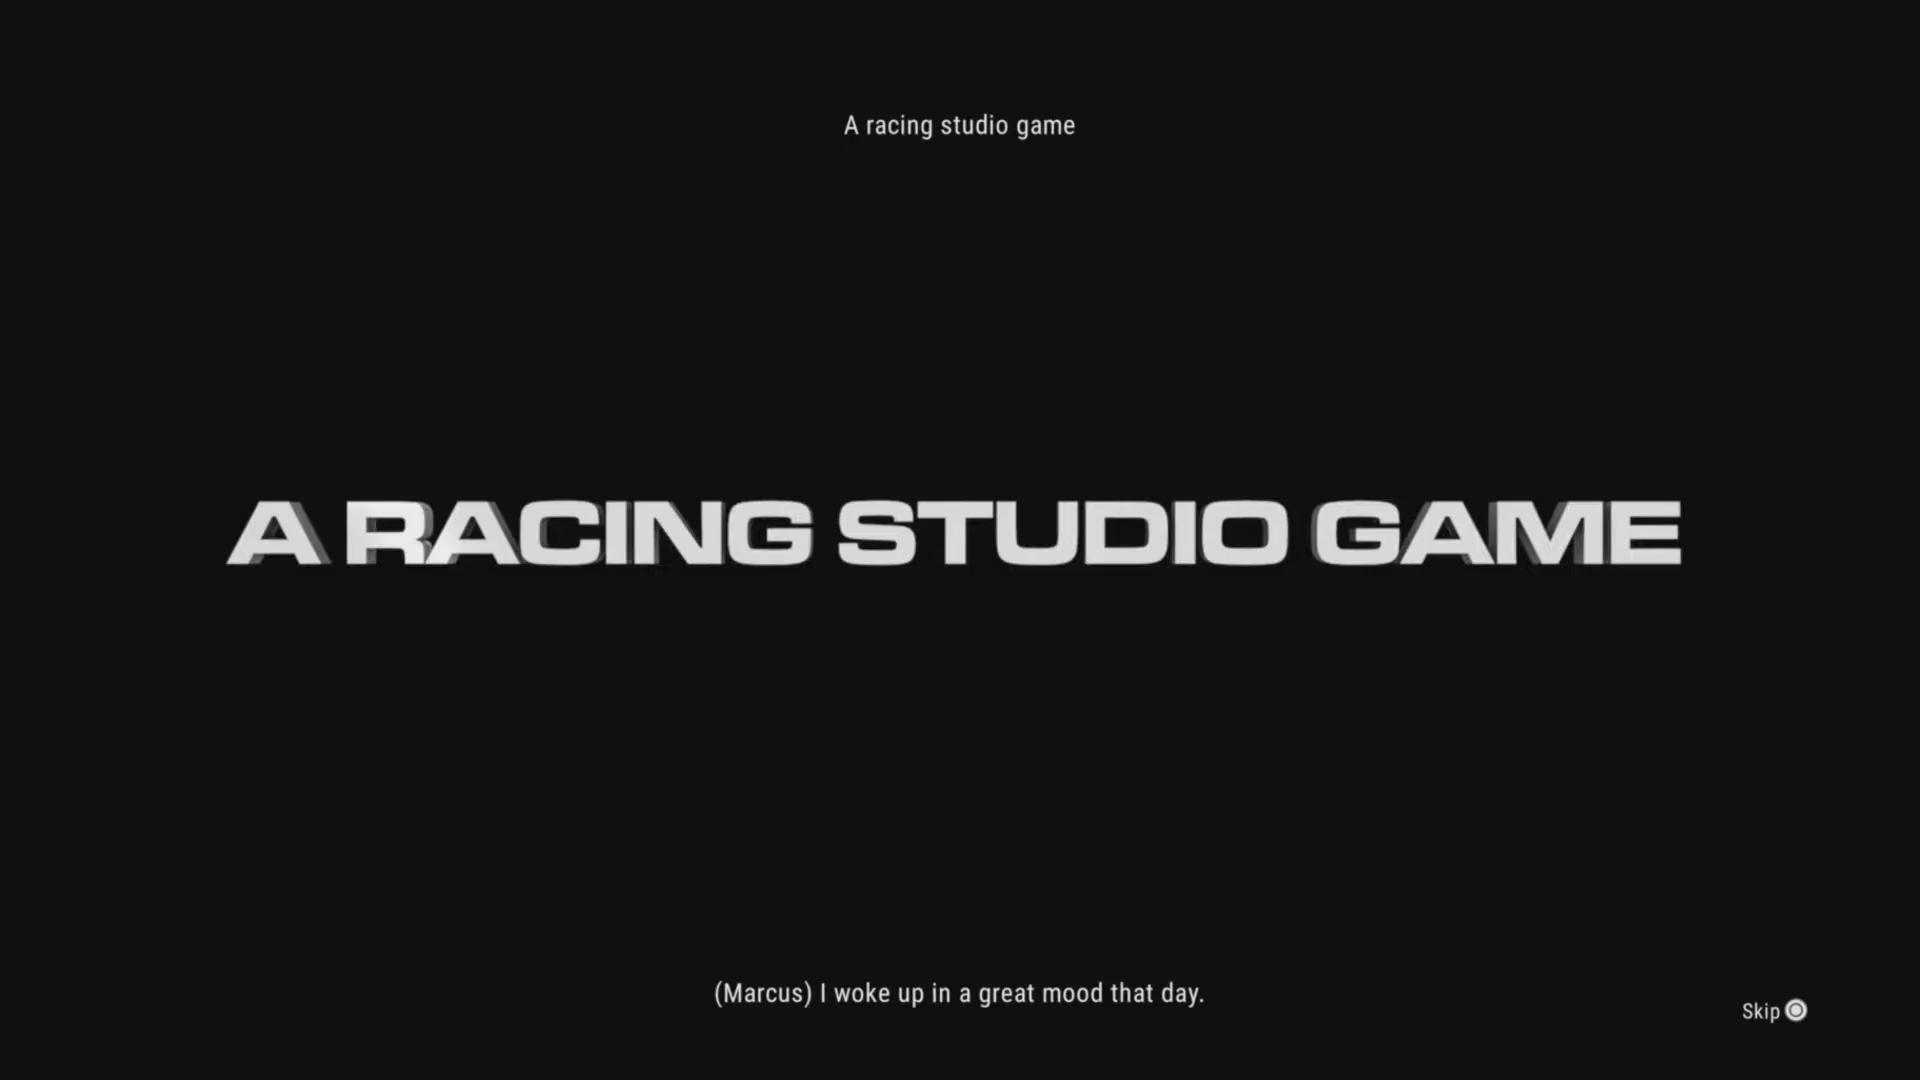 A racing studio game
A RACING STUDIO GAME
(Marcus) I woke up in a great mood that day.
Skip